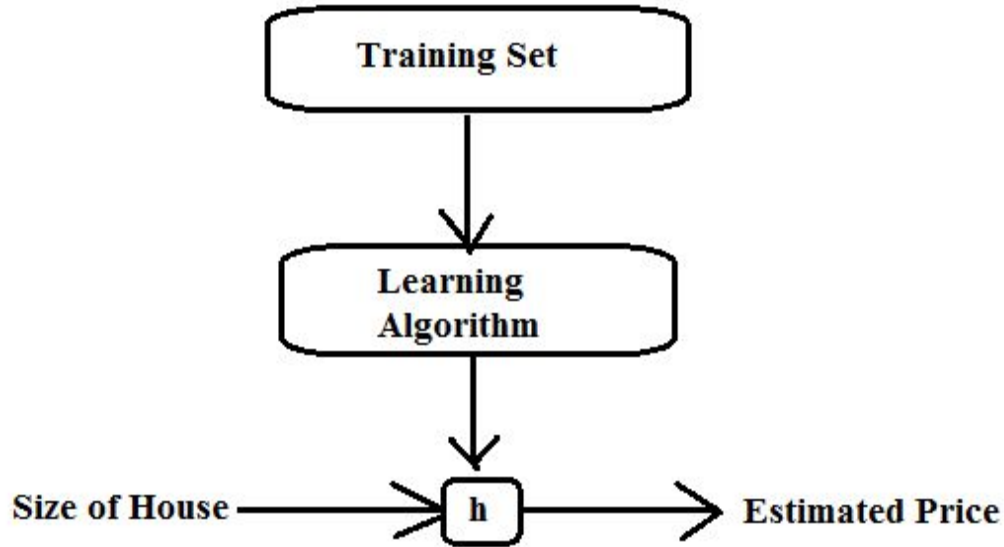 Training Set
Learning
Algorithm
Size of House
h
Estimated Price